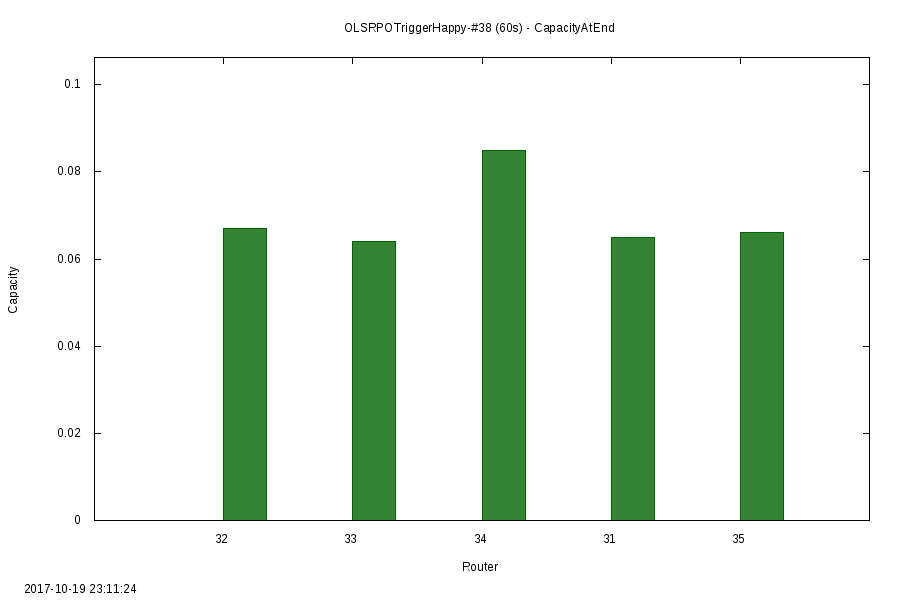 OLSRPOTriggerHappy-#38 (60s) - CapacityAtEnd
0.1
0.08
0.06
0.04
0.02
0
Capacity
32 33 34 31 35
Router
2017-10-19 23:11:24